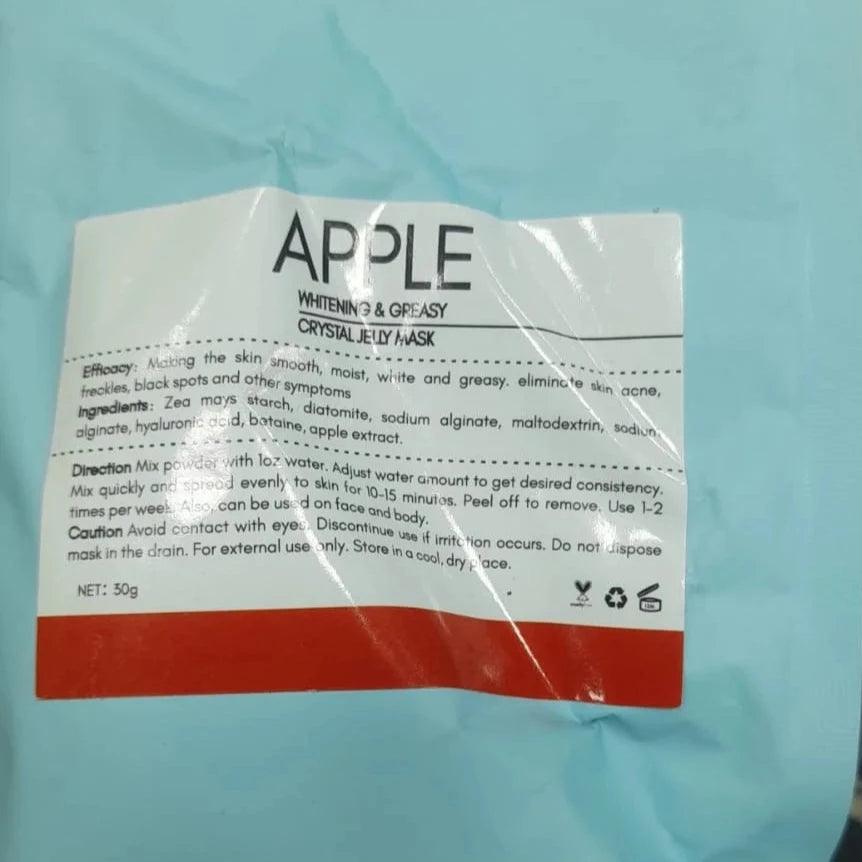 APPLE
WHITENING & GREASY
CRYSTAL JELLY MASK
Efficacy: Making the skin smooth, moist, white and greasy. eliminate skin acne,
freckles, black spots and other symptoms
Ingredients: Zea mays starch, diatomite, sodium alginate, maltodextrin, sodium
alginate, hyaluronic acid, betaine, apple extract.
Direction Mix powder with 1oz water. Adjust water amount to get desired consistency.
Mix quickly and spread evenly to skin for 10-15 minutes. Peel off to remove. Use 1-2
times per week. Also, can be used on face and body.
Caution Avoid contact with eyes. Discontinue use if irritation occurs. Do not dispose
mask in the drain. For external use only. Store in a cool, dry place.
NET: 30g